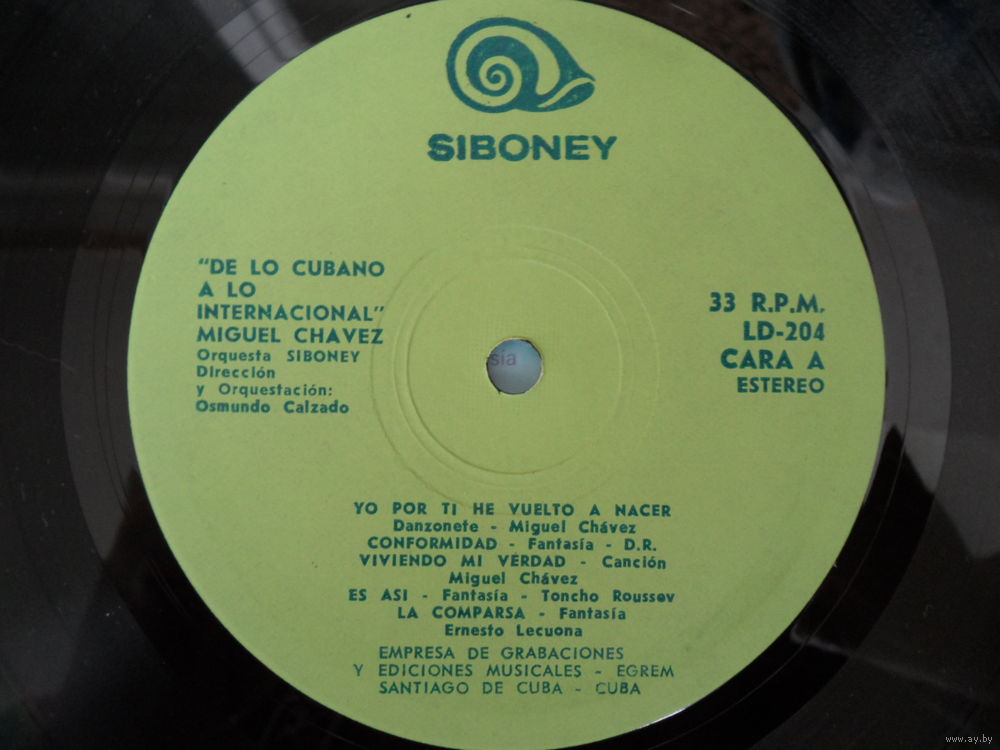 SIBONEY
"DE LO CUBANO
A LO
INTERNACIONAL"
MIGUEL CHAVEZ
Orquesta SIBONEY
Dirección
y Orquestación:
Osmundo Calzado
33 R.P.M.
LD-204
CARA A
ESTEREO
sia
YO POR TI HE VUELTO A NACER
Danzonete - Miguel Chávez
CONFORMIDAD - Fantasía - D.R.
VIVIENDO MI VERDAD - Canción
Miguel Chávez
ES ASI - Fantasía - Toncho Roussev
LA COMPARSA - Fantasía
Ernesto Lecuona
EMPRESA DE GRABACIONES
Y EDICIONES MUSICALES - EGREM
SANTIAGO DE CUBA - CUBA
www.ay.by